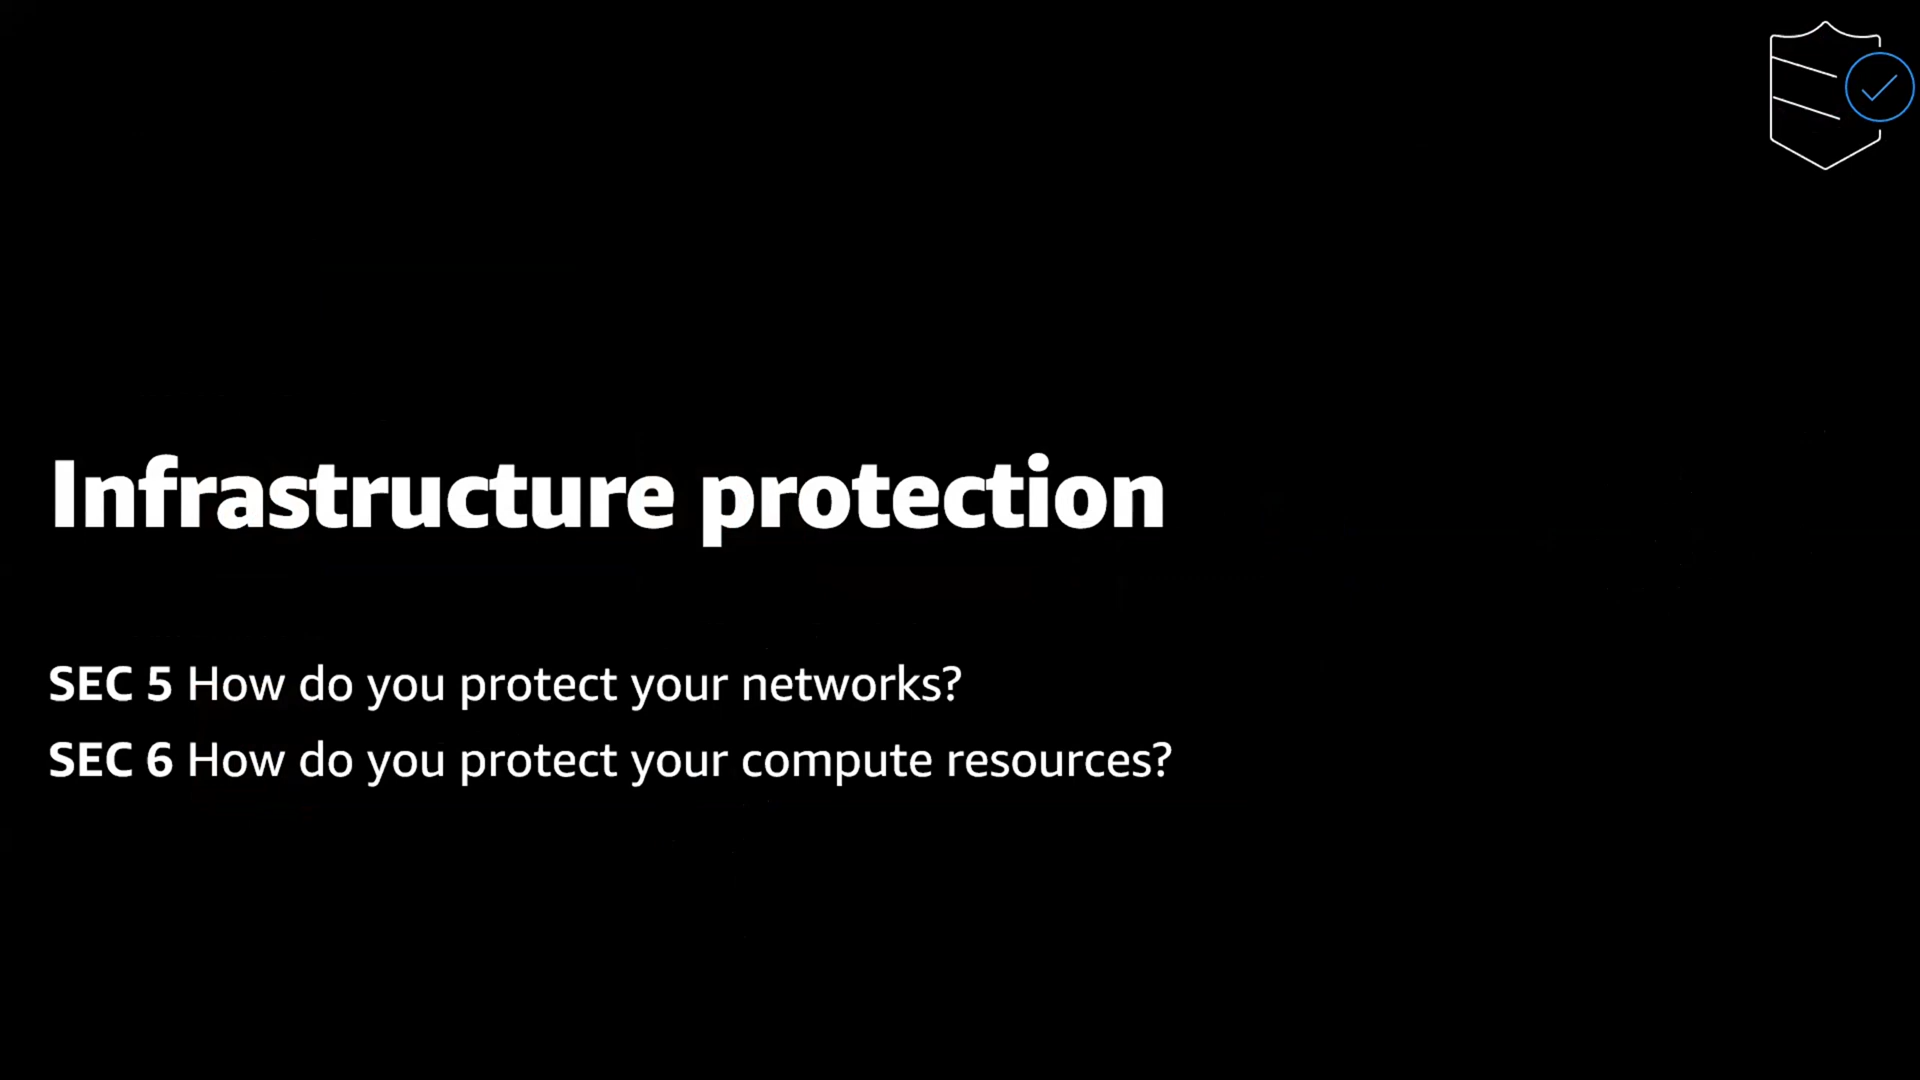 Infrastructure protection
SEC 5 How do you protect your networks?
SEC 6 How do you protect your compute resources?